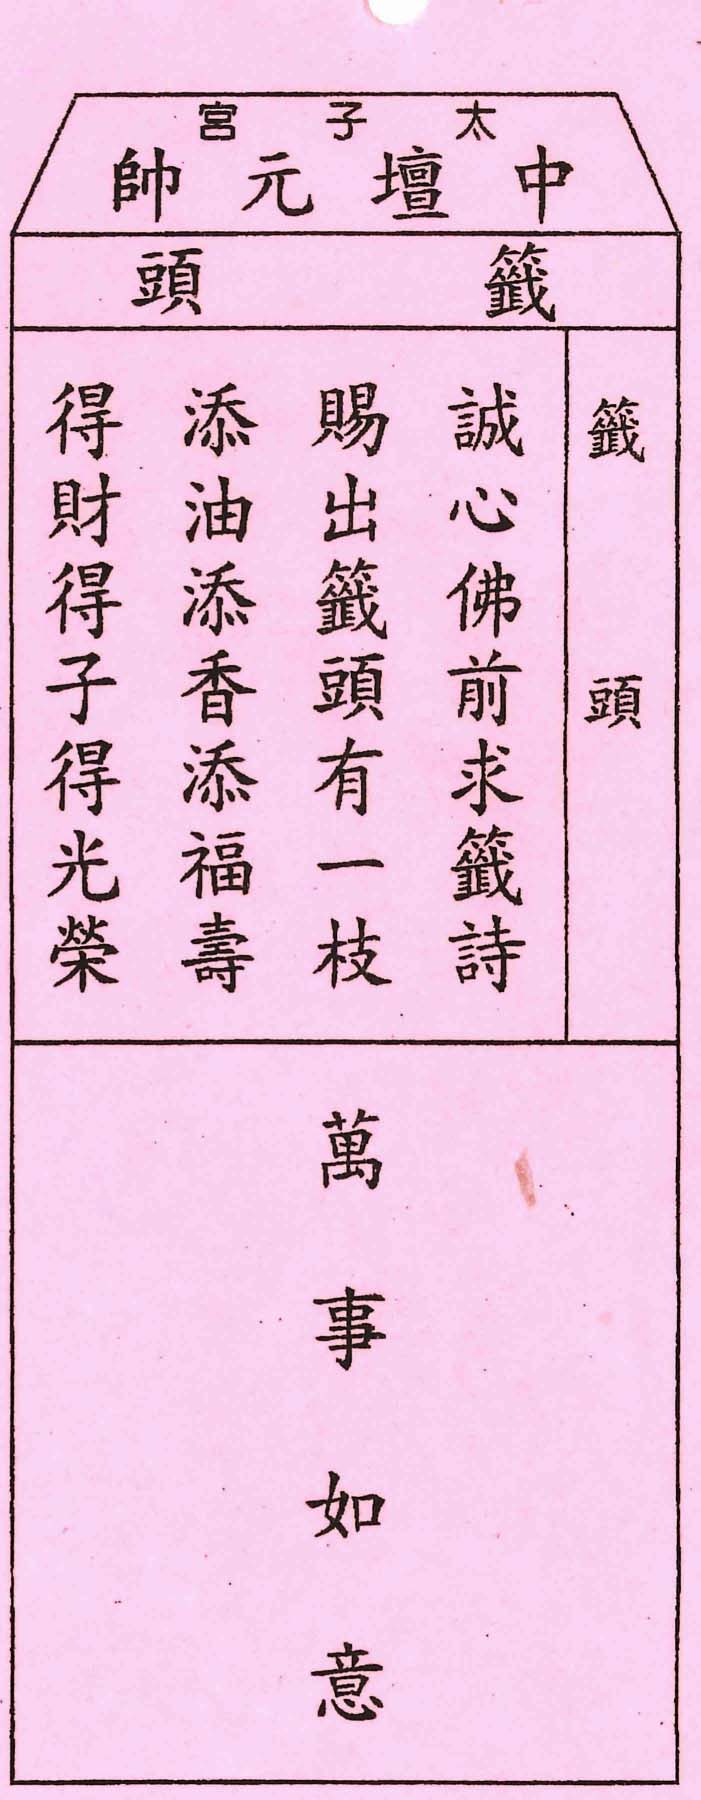 太子宮
中壇元帥
籤頭
籤頭
誠心佛前求籤詩
賜出籤頭有一枝
添油添香添福壽
得財得子得光榮
萬事如意